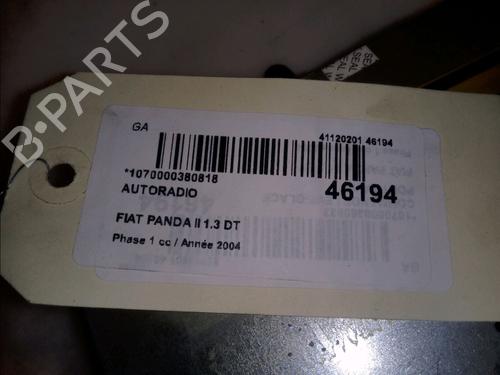 GA
41120201 46194
*1070000380818
46194
AUTORADIO
FIAT PANDA II 1.3 DT
Phase 1 cc / Année 2004
B-PARTS